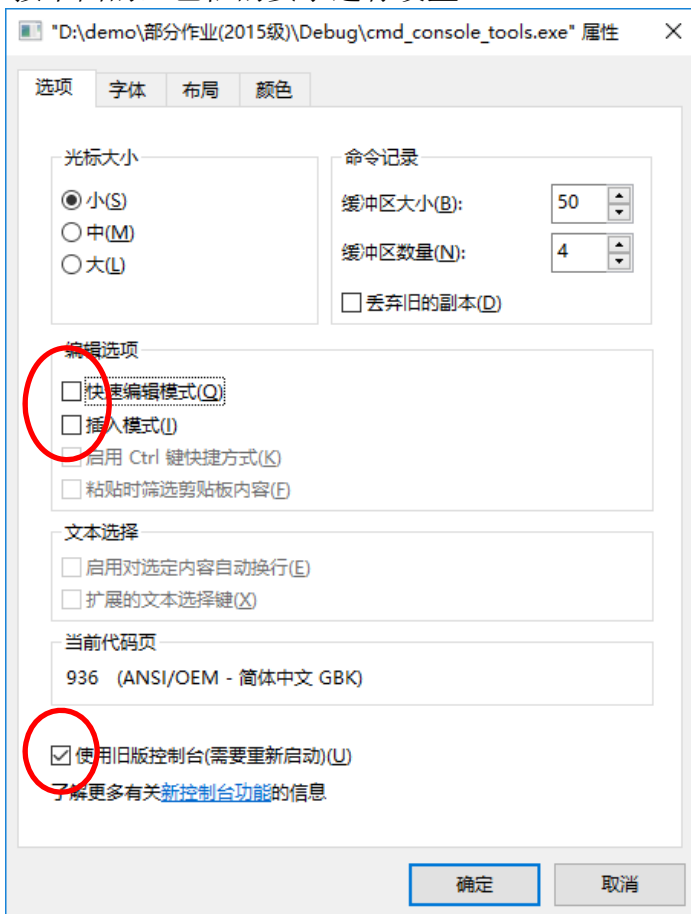 "D:\demo\部分作业(2015级)\Debug\cmd_console_tools.exe" 属性
选项 字体 布局 颜色
光标大小
小(S)
中(M)
大(L)
命令记录
缓冲区大小(B): 50
缓冲区数量(N): 4
丢弃旧的副本(D)
编辑选项
快速编辑模式(Q)
插入模式(I)
启用 Ctrl 键快捷方式(K)
粘贴时筛选剪贴板内容(F)
文本选择
启用对选定内容自动换行(E)
扩展的文本选择键(X)
当前代码页
936 (ANSI/OEM - 简体中文 GBK)
使用旧版控制台(需要重新启动)(U)
了解更多有关新控制台功能的信息
确定 取消